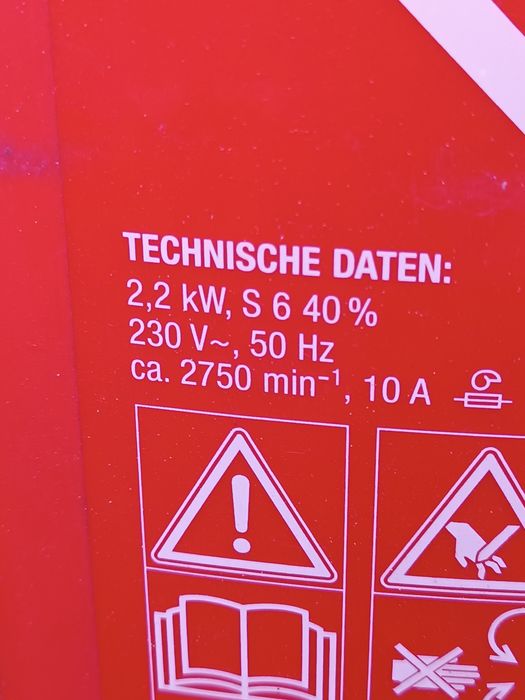 TECHNISCHE DATEN:
2,2 kW, S 6 40 %
230 V~, 50 Hz
ca. 2750 min⁻¹, 10 A